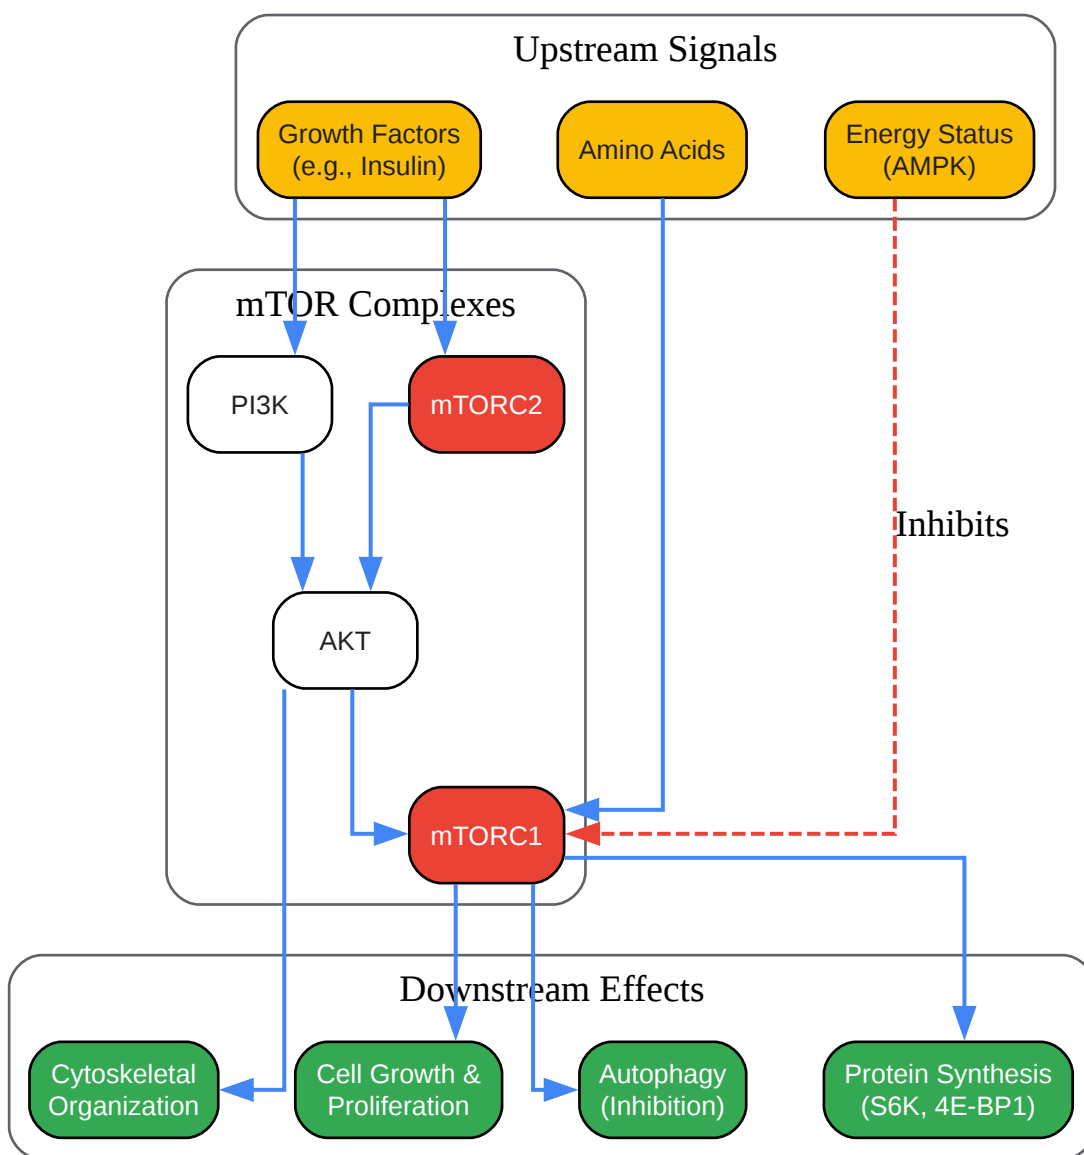 Upstream Signals
Growth Factors
(e.g., Insulin)
Amino Acids
Energy Status
(AMPK)
mTOR Complexes
PI3K
mTORC2
Inhibits
AKT
mTORC1
Downstream Effects
Cytoskeletal
Organization
Cell Growth &
Proliferation
Autophagy
(Inhibition)
Protein Synthesis
(S6K, 4E-BP1)